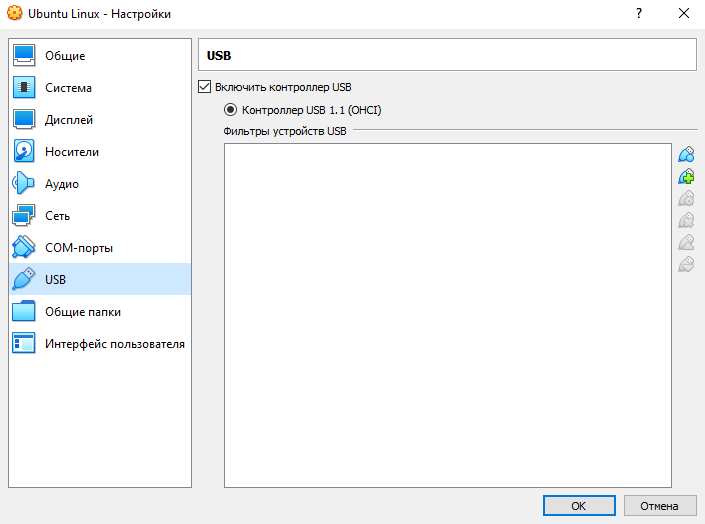 Ubuntu Linux - Настройки
?
Общие
Система
Дисплей
Носители
Аудио
Сеть
COM-порты
USB
Общие папки
Интерфейс пользователя
USB
Включить контроллер USB
Контроллер USB 1.1 (OHCI)
Фильтры устройств USB
OK
Отмена